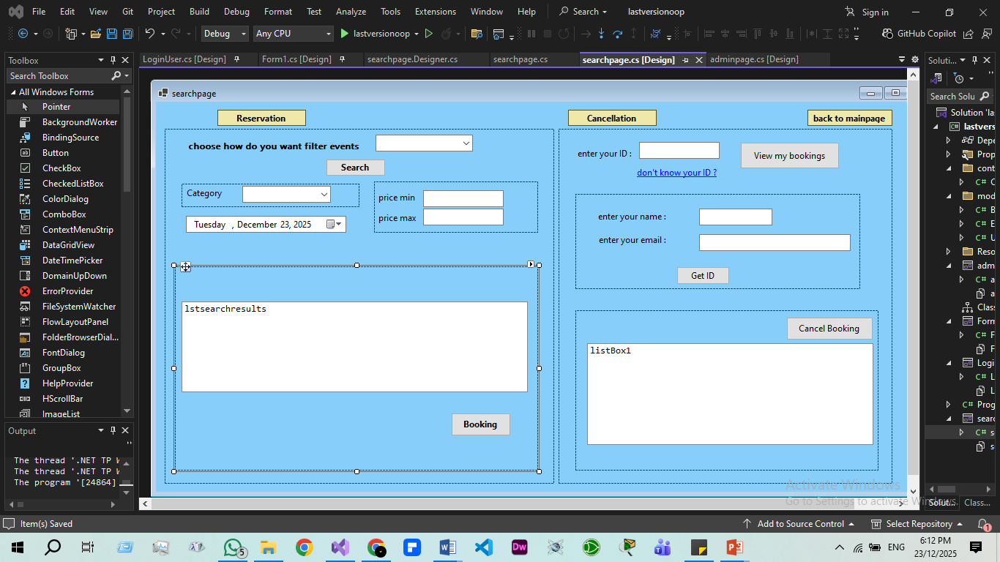 File Edit View Git Project Build Debug Format Test Analyze Tools Extensions Window Help Search lastversionoop Sign in
Debug Any CPU lastversionoop GitHub Copilot
Toolbox
Search Toolbox
All Windows Forms
Pointer
BackgroundWorker
BindingSource
Button
CheckBox
CheckedListBox
ColorDialog
ComboBox
ContextMenuStrip
DataGridView
DateTimePicker
DomainUpDown
ErrorProvider
FileSystemWatcher
FlowLayoutPanel
FolderBrowserDial...
FontDialog
GroupBox
HelpProvider
HScrollBar
ImageList
Output
The thread '.NET TP W
The thread '.NET TP W
The program '[24864]
LoginUser.cs [Design] Form1.cs [Design] searchpage.Designer.cs searchpage.cs searchpage.cs [Design] adminpage.cs [Design]
searchpage
Reservation
choose how do you want filter events
Search
Category
Tuesday , December 23, 2025
price min
price max
lstsearchresults
Booking
Cancellation
back to mainpage
enter your ID :
View my bookings
don't know your ID ?
enter your name :
enter your email :
Get ID
Cancel Booking
listBox1
Solu...
Search Solu
Solution 'la
lastvers
Depe
Prop
cont
C# C
mod
C# B
C# E
C# U
Reso
adm
C# a
a
Class
Form
C# F
F
Logi
C# L
L
C# Prog
searc
C# s
s
Solut... Class...
Activate Windows
Go to Settings to activate Windows.
Item(s) Saved Add to Source Control Select Repository 1
5 Dw ENG 6:12 PM
23/12/2025